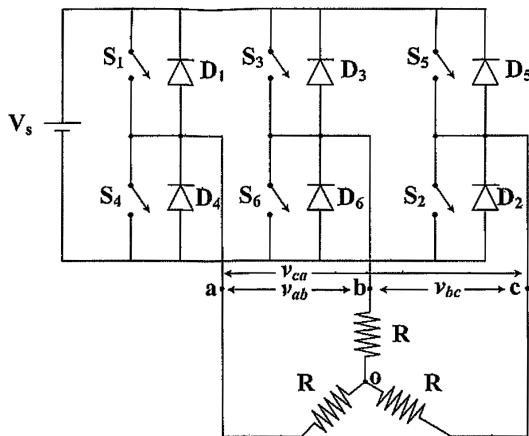 S1 D1 S3 D3 S5 D5
Vs
S4 D4 S6 D6 S2 D2
vca
a vab b vbc c
R
R o R